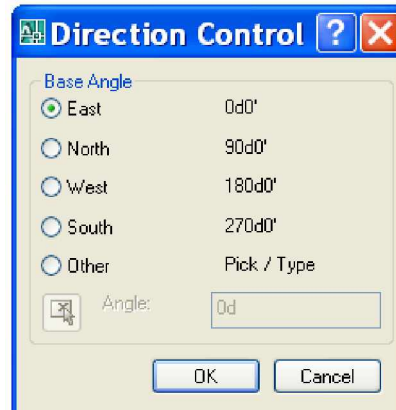 Direction Control
Base Angle
East 0d0'
North 90d0'
West 180d0'
South 270d0'
Other Pick / Type
Angle: 0d
OK Cancel